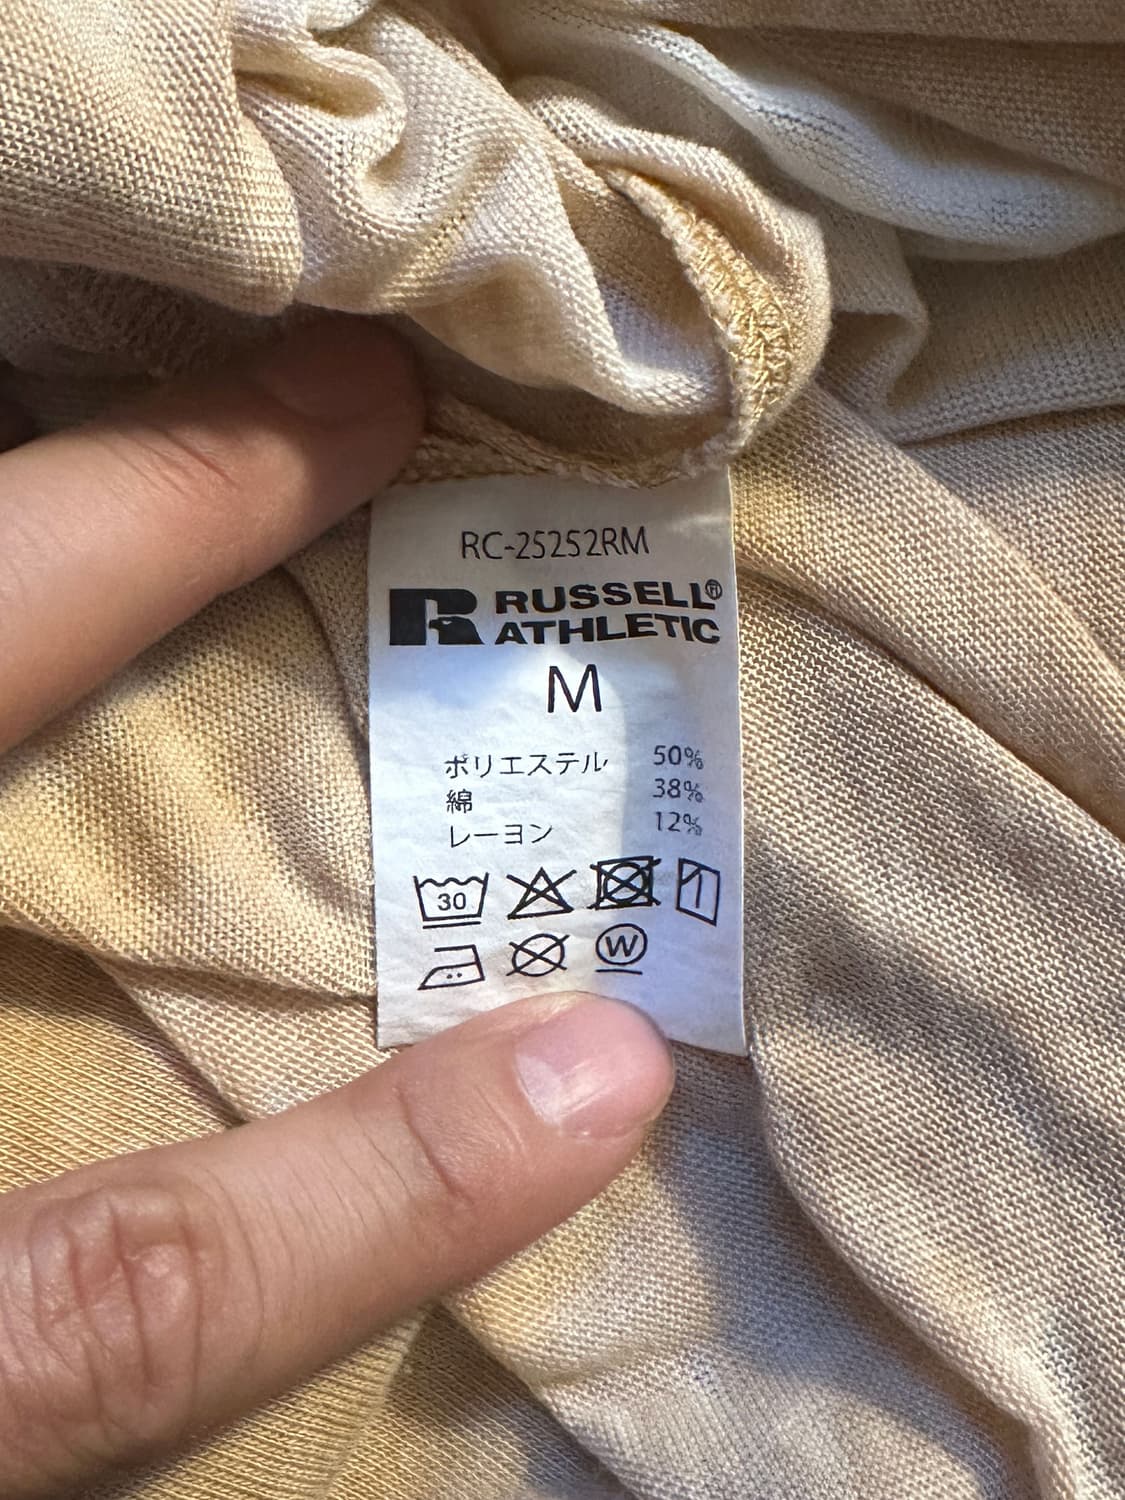 RC-25252RM
RUSSELL®
ATHLETIC
M
ポリエステル 50%
綿 38%
レーヨン 12%
30
W